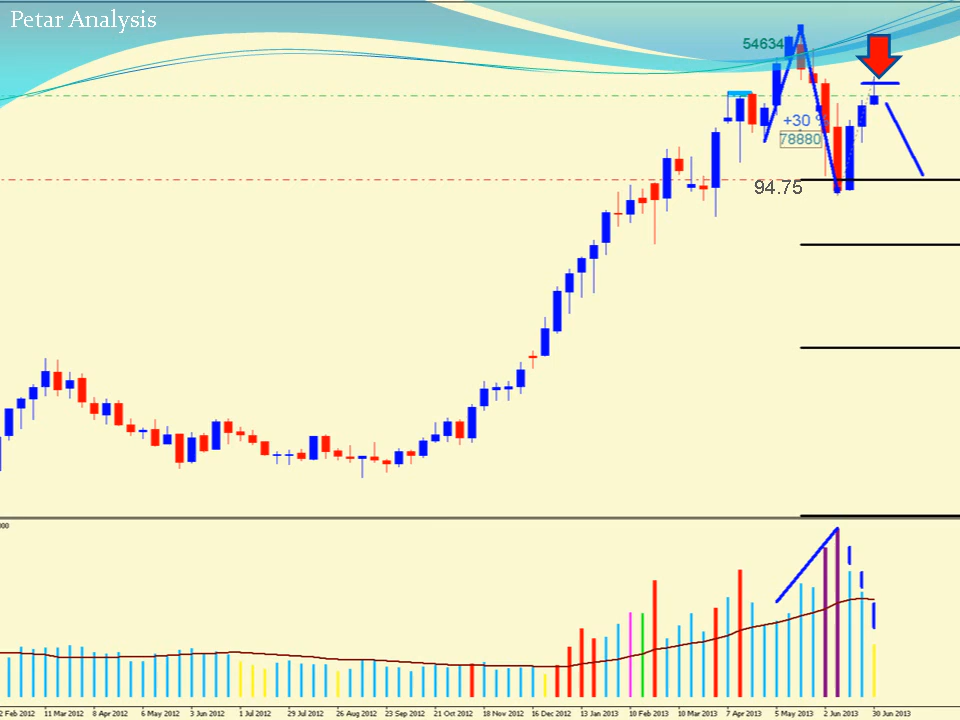 Petar Analysis
54634
+30 %
78880
94.75
000
2 Feb 2012 11 Mar 2012 8 Apr 2012 6 May 2012 3 Jun 2012 1 Jul 2012 29 Jul 2012 26 Aug 2012 23 Sep 2012 21 Oct 2012 18 Nov 2012 16 Dec 2012 13 Jan 2013 10 Feb 2013 10 Mar 2013 7 Apr 2013 5 May 2013 2 Jun 2013 30 Jun 2013